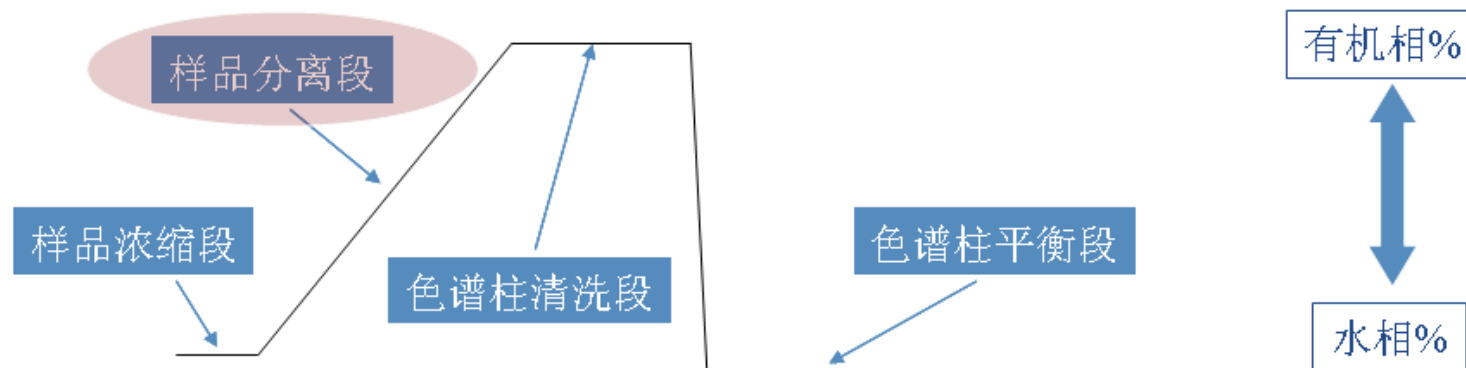 样品分离段
有机相%
样品浓缩段
色谱柱清洗段
色谱柱平衡段
水相%